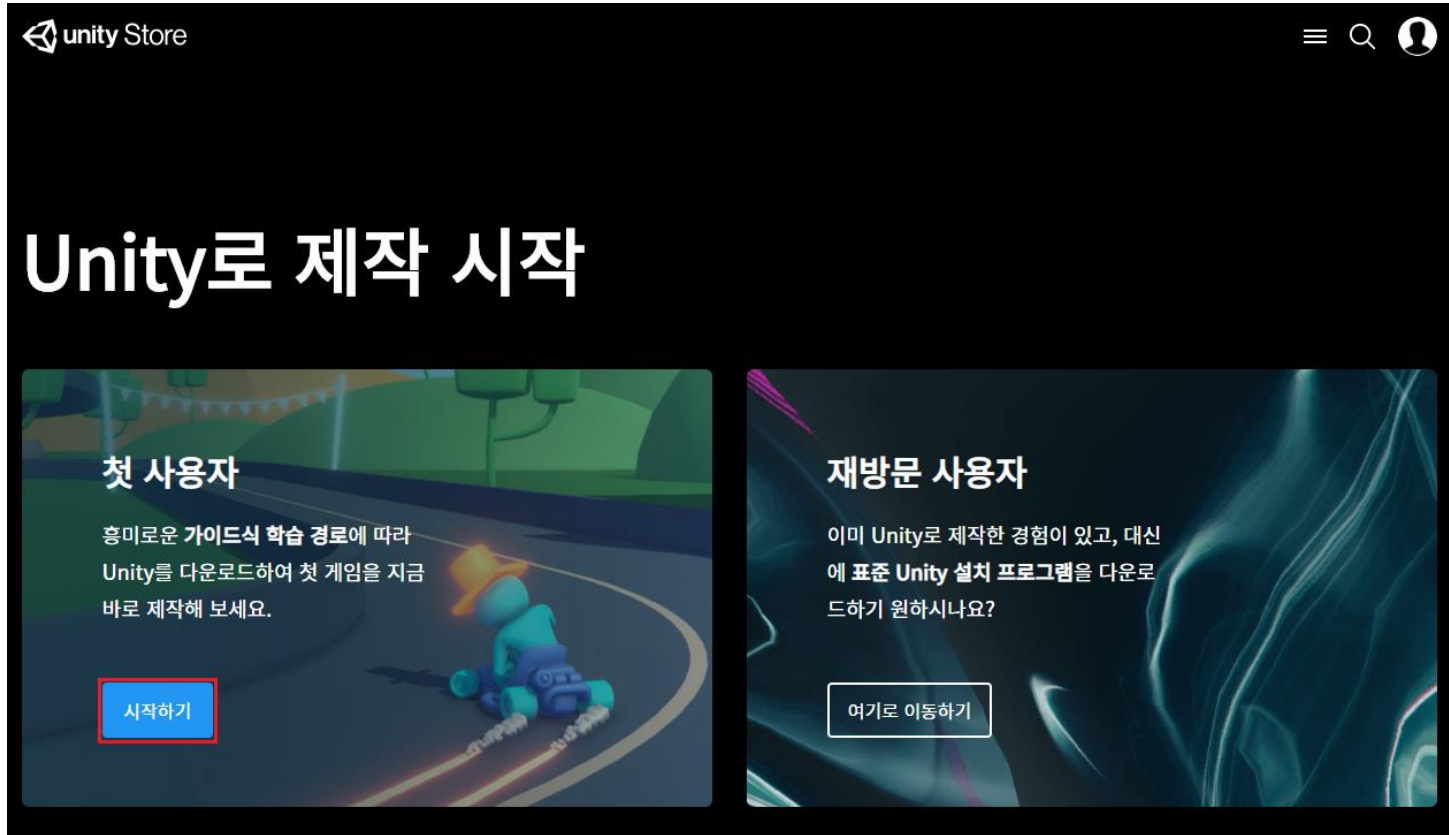 unity Store
Unity로 제작 시작
첫 사용자
흥미로운 가이드식 학습 경로에 따라
Unity를 다운로드하여 첫 게임을 지금
바로 제작해 보세요.
시작하기
재방문 사용자
이미 Unity로 제작한 경험이 있고, 대신
에 표준 Unity 설치 프로그램을 다운로
드하기 원하시나요?
여기로 이동하기